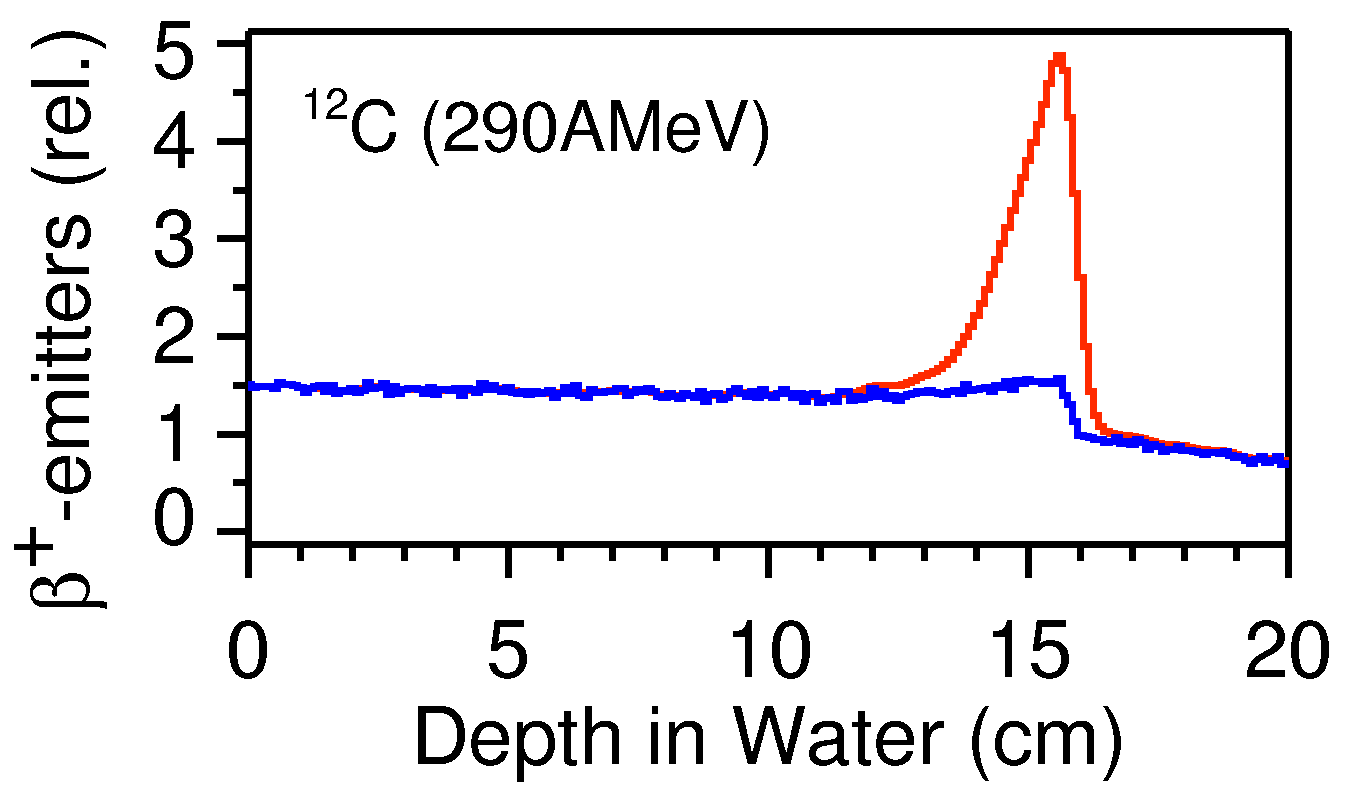 β⁺-emitters (rel.)
¹²C (290AMeV)
5
4
3
2
1
0
0 5 10 15 20
Depth in Water (cm)